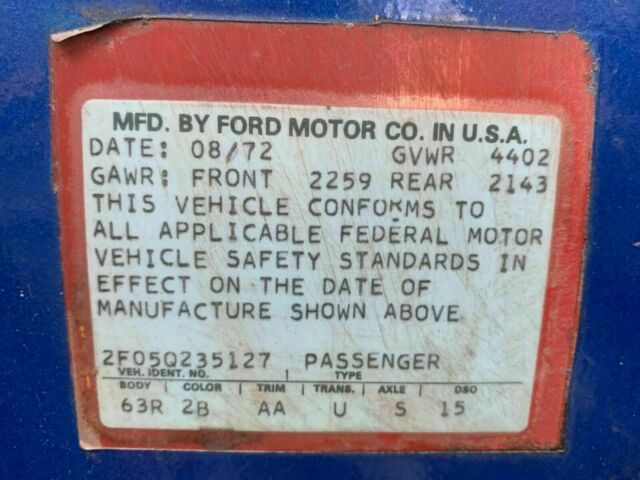 MFD. BY FORD MOTOR CO. IN U.S.A.
DATE: 08/72 GVWR 4402
GAWR: FRONT 2259 REAR 2143
THIS VEHICLE CONFORMS TO
ALL APPLICABLE FEDERAL MOTOR
VEHICLE SAFETY STANDARDS IN
EFFECT ON THE DATE OF
MANUFACTURE SHOWN ABOVE
2F05Q235127 PASSENGER
VEH. IDENT. NO. TYPE
BODY COLOR TRIM TRANS. AXLE DSO
63R 2B AA U S 15